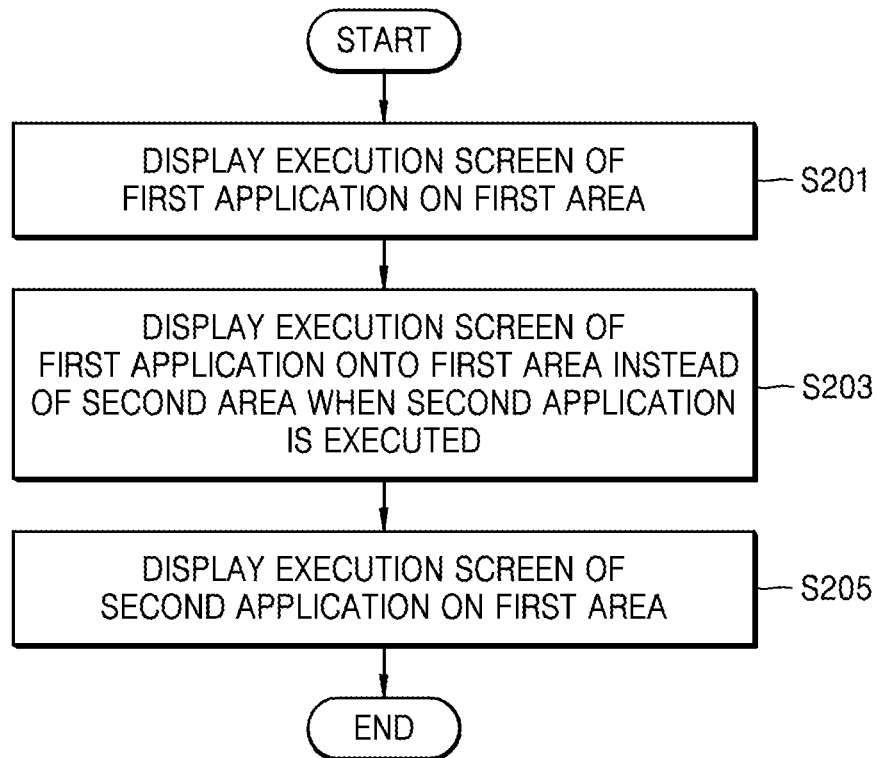 START
DISPLAY EXECUTION SCREEN OF
FIRST APPLICATION ON FIRST AREA
S201
DISPLAY EXECUTION SCREEN OF
FIRST APPLICATION ONTO FIRST AREA INSTEAD
OF SECOND AREA WHEN SECOND APPLICATION
IS EXECUTED
S203
DISPLAY EXECUTION SCREEN OF
SECOND APPLICATION ON FIRST AREA
S205
END